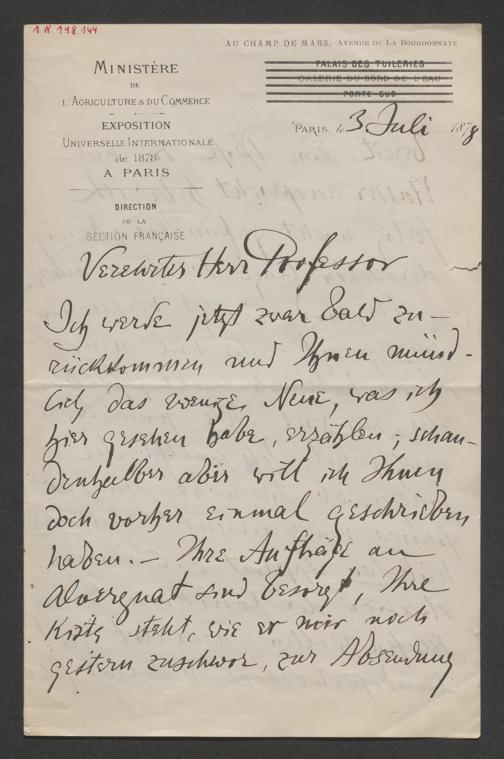 1 N. 148.144
AU CHAMP DE MARS, AVENUE DE LA BOURDONNAYE
MINISTÈRE
DE
L'AGRICULTURE & DU COMMERCE
EXPOSITION
UNIVERSELLE INTERNATIONALE
de 1878
A PARIS
DIRECTION
DE LA
SECTION FRANÇAISE
PALAIS DES TUILERIES
GALERIE DU BORD DE L'EAU
PORTE SUD
PARIS, le 3 Juli 1878
Verehrter Herr Professor
Ich werde jetzt zwar bald zu-
rückkommen und Ihnen münd-
lich das wenige Neue, was ich
hier gesehen habe, erzählen; schan-
denhalber aber will ich Ihnen
doch vorher einmal geschrieben
haben. – Ihre Aufträge an
Alvergnat sind besorgt, Ihre
Kiste steht, wie er mir noch
gestern zuschwor, zur Absendung